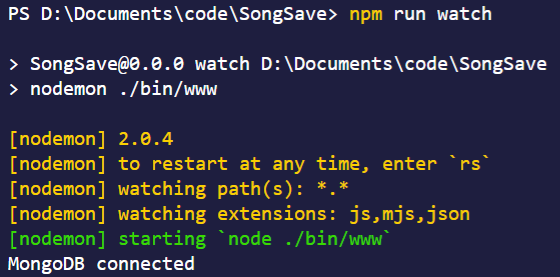 PS D:\Documents\code\SongSave> npm run watch
> SongSave@0.0.0 watch D:\Documents\code\SongSave
> nodemon ./bin/www
[nodemon] 2.0.4
[nodemon] to restart at any time, enter `rs`
[nodemon] watching path(s): *.*
[nodemon] watching extensions: js,mjs,json
[nodemon] starting `node ./bin/www`
MongoDB connected